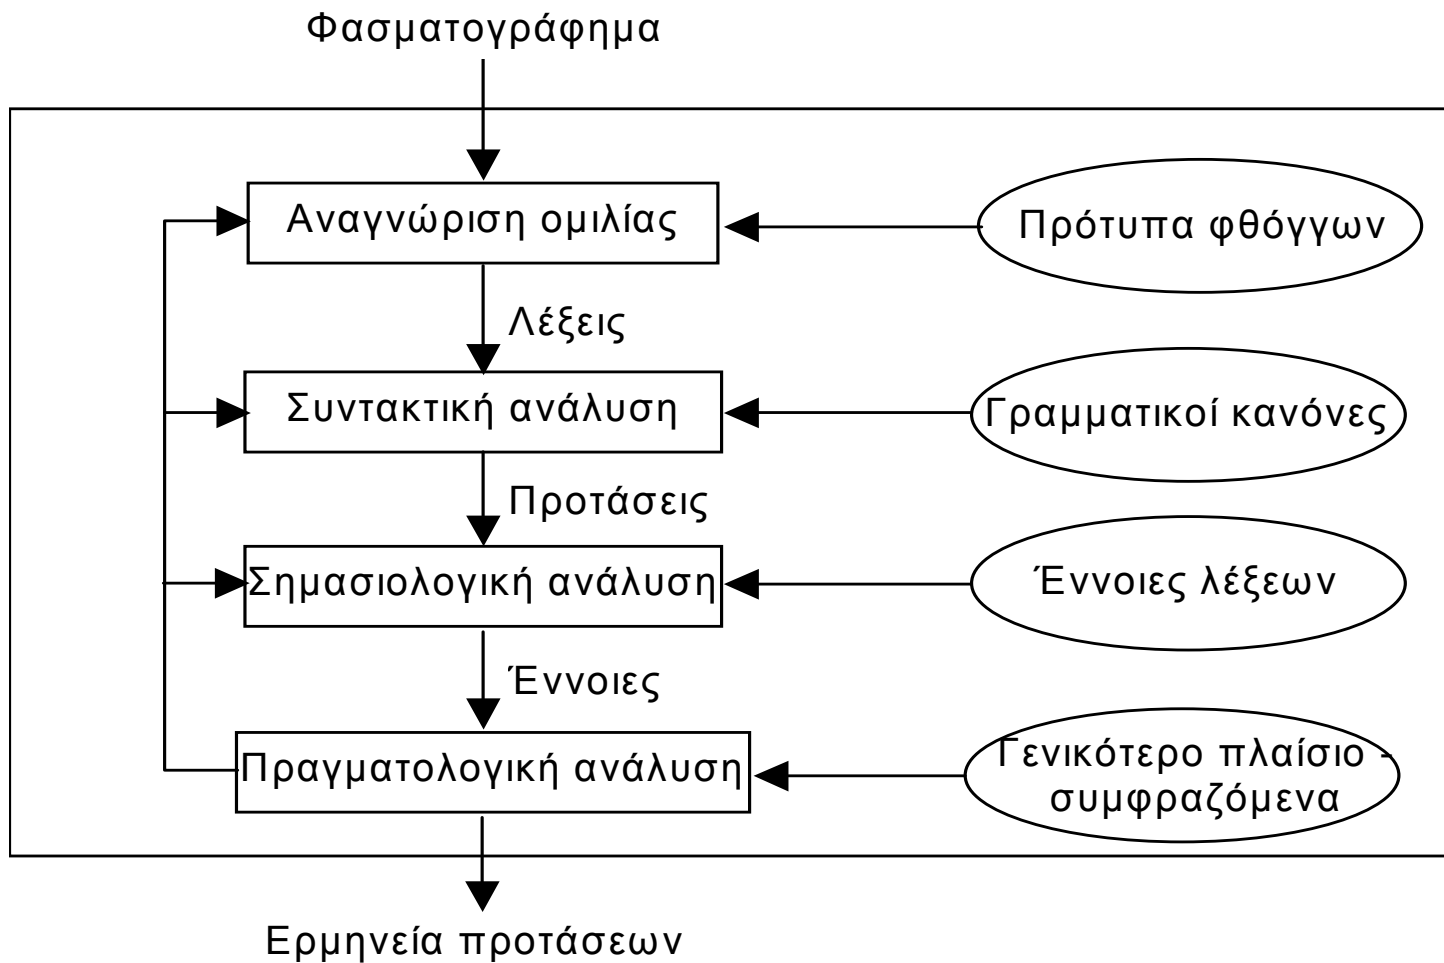 Φασματογράφημα
Αναγνώριση ομιλίας
Πρότυπα φθόγγων
Λέξεις
Συντακτική ανάλυση
Γραμματικοί κανόνες
Προτάσεις
Σημασιολογική ανάλυση
Έννοιες λέξεων
Έννοιες
Πραγματολογική ανάλυση
Γενικότερο πλαίσιο -
συμφραζόμενα
Ερμηνεία προτάσεων